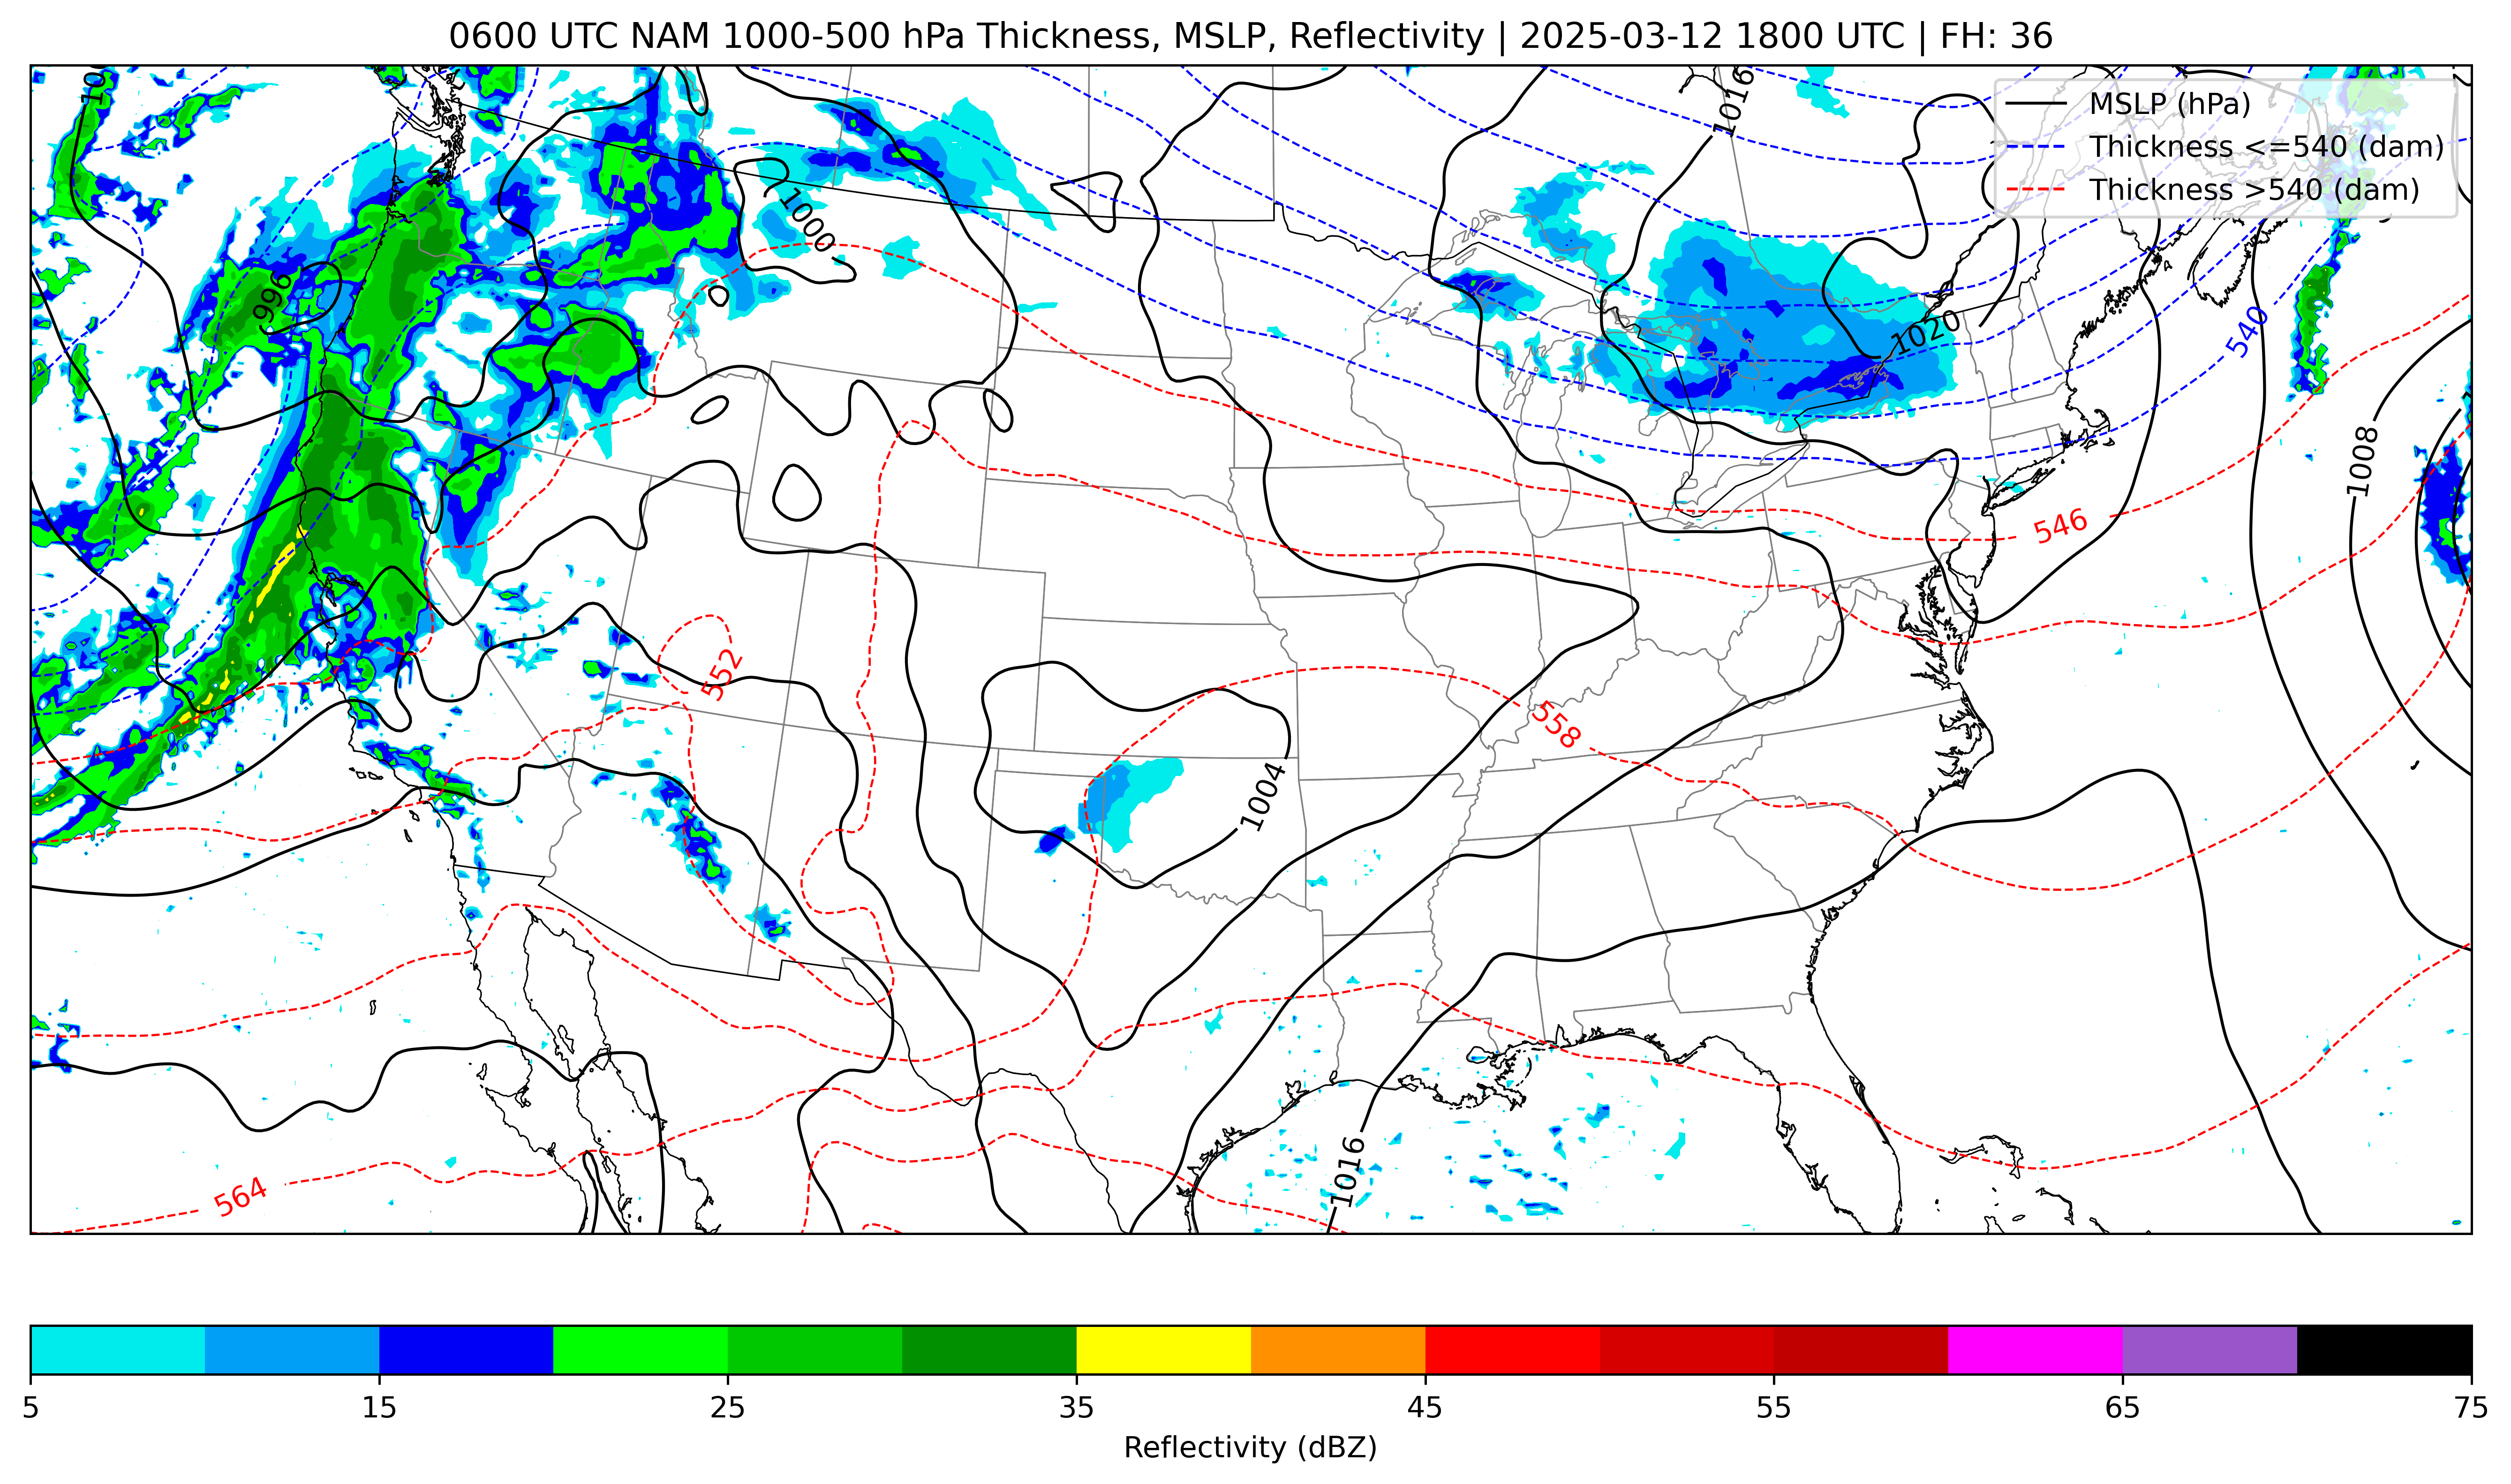 0600 UTC NAM 1000-500 hPa Thickness, MSLP, Reflectivity | 2025-03-12 1800 UTC | FH: 36
MSLP (hPa)
Thickness <=540 (dam)
Thickness >540 (dam)
1016
1000
996
1020
540
1008
546
552
558
1004
1016
564
5 15 25 35 45 55 65 75
Reflectivity (dBZ)